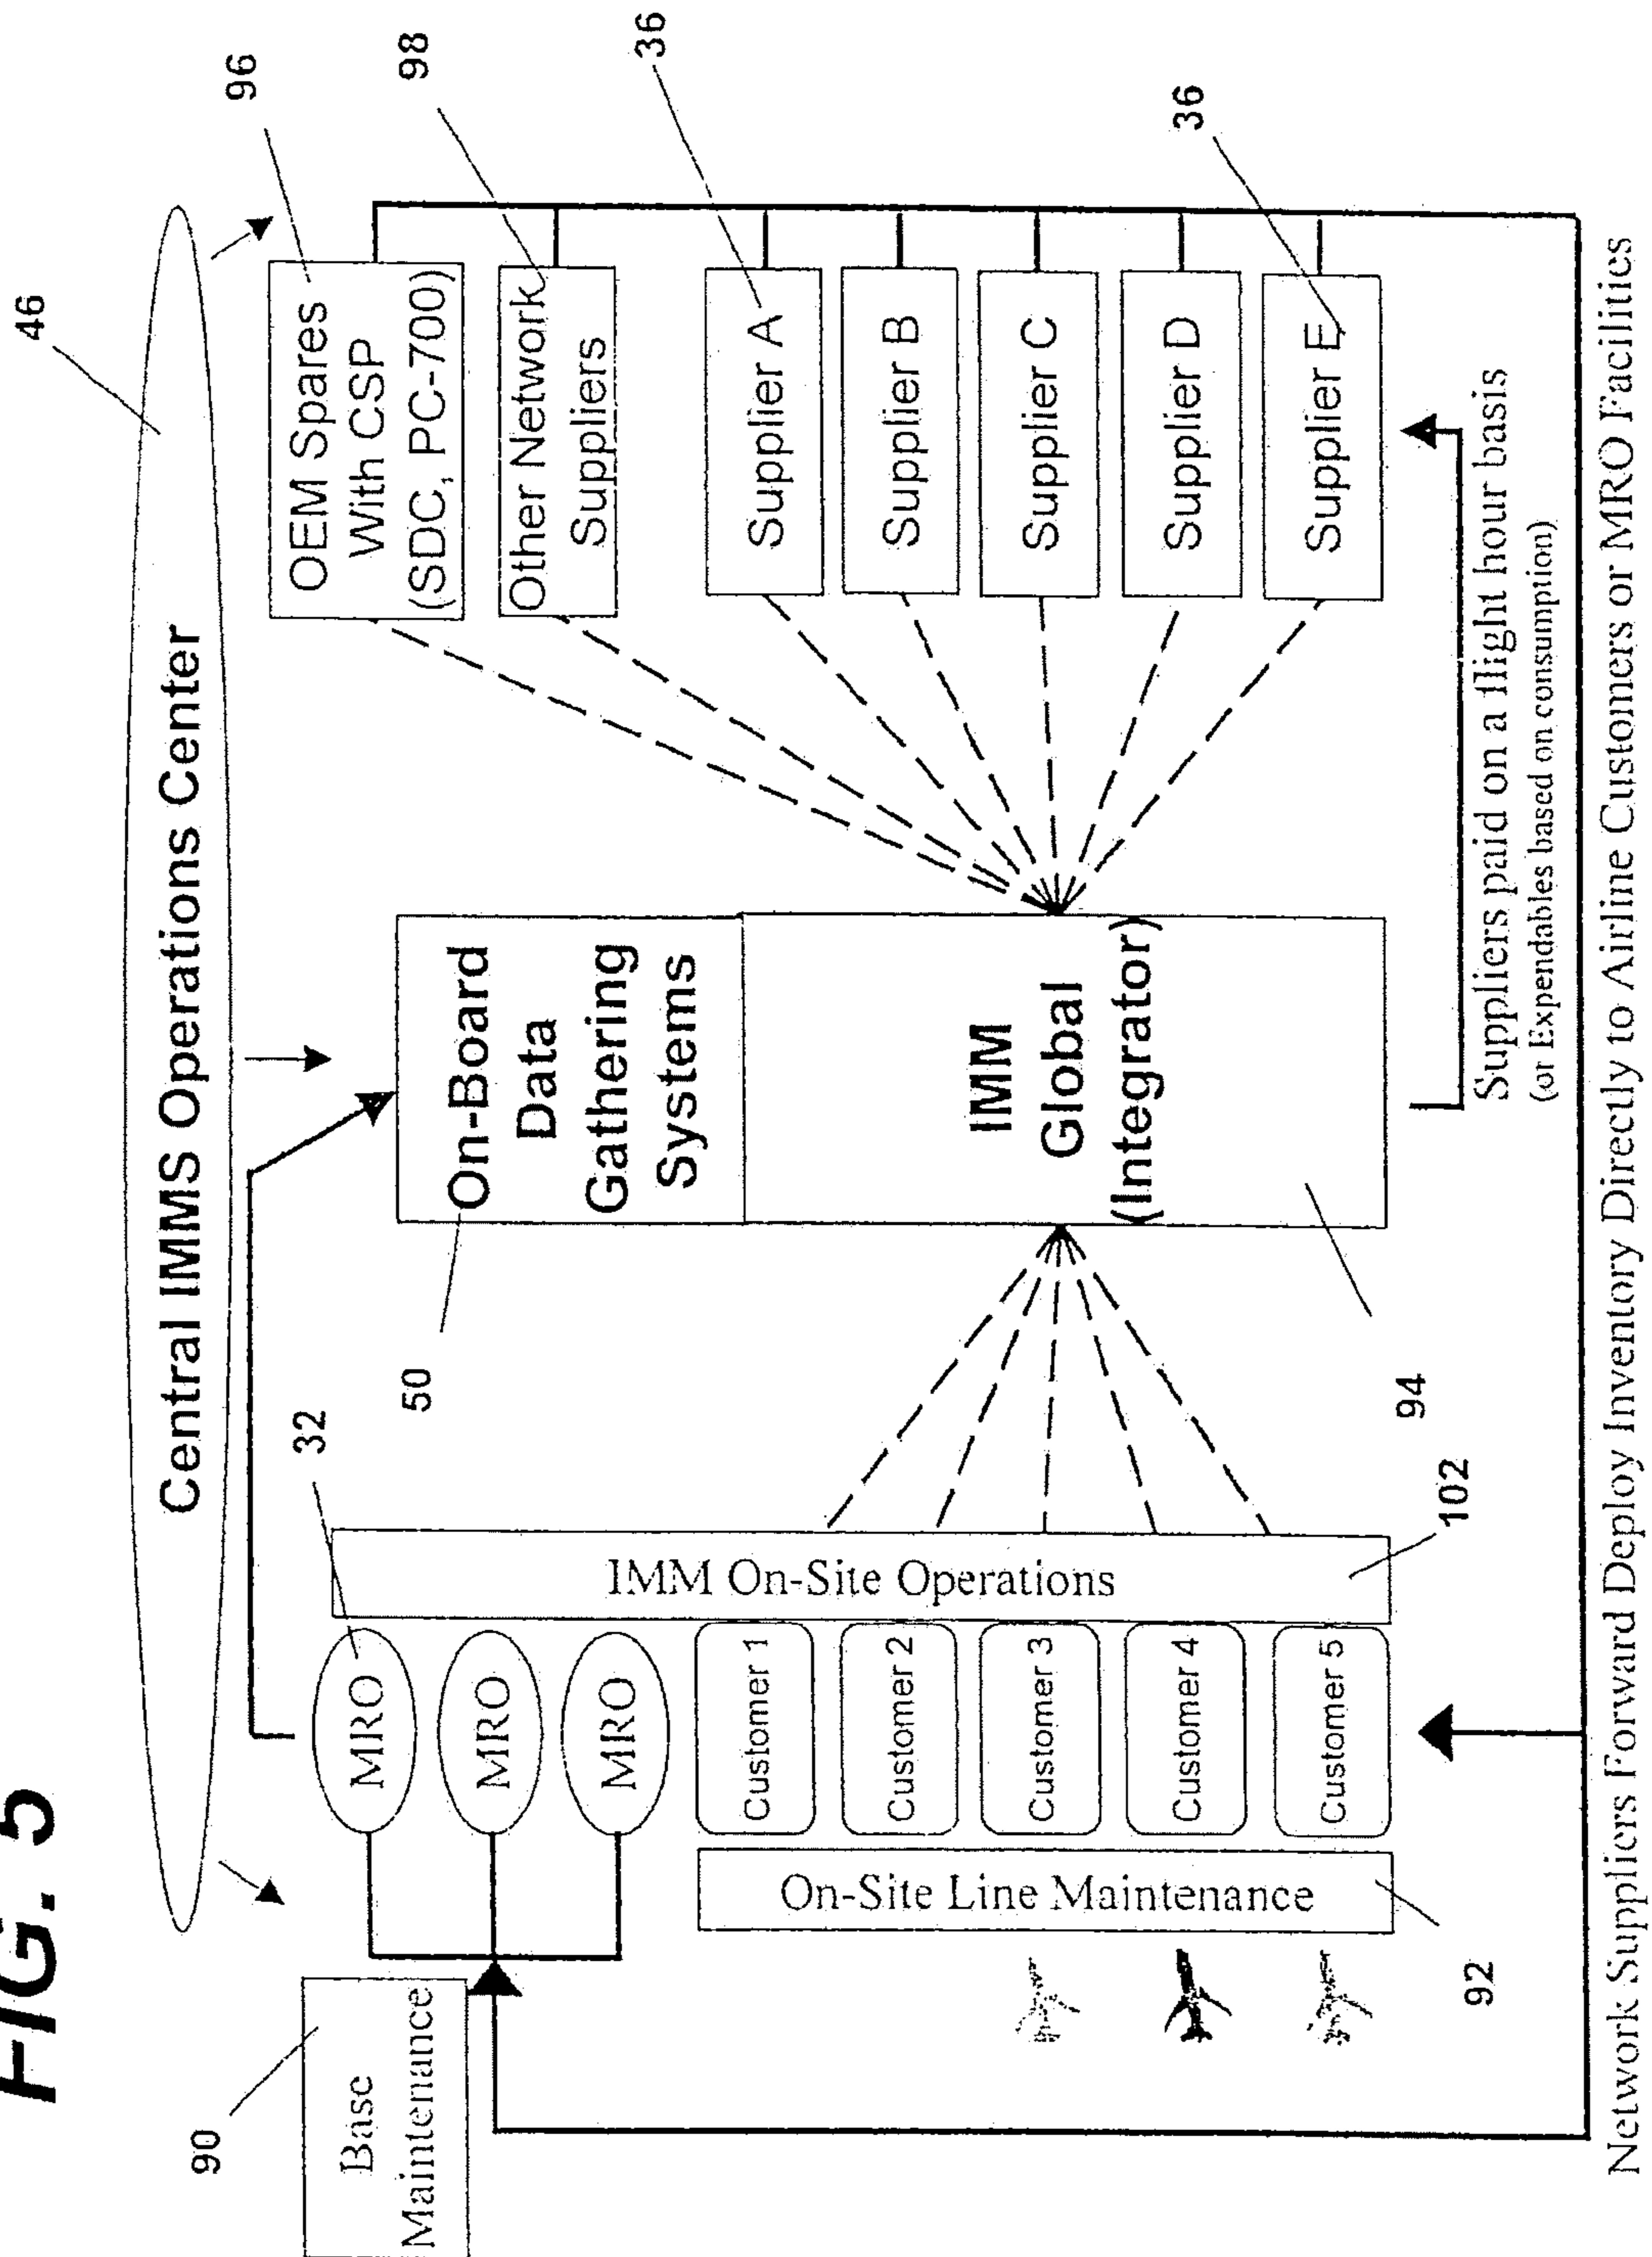 FIG. 5
46
Central IMMS Operations Center
90
Base
Maintenance
32
MRO
MRO
MRO
Customer 1
Customer 2
Customer 3
Customer 4
Customer 5
On-Site Line Maintenance
92
IMM On-Site Operations
102
50
On-Board
Data
Gathering
Systems
IMM
Global
(Integrator)
94
96
OEM Spares
With CSP
(SDC, PC-700)
98
Other Network
Suppliers
36
Supplier A
Supplier B
Supplier C
Supplier D
36
Supplier E
Suppliers paid on a flight hour basis
(or Expendables based on consumption)
Network Suppliers Forward Deploy Inventory Directly to Airline Customers or MRO Facilities